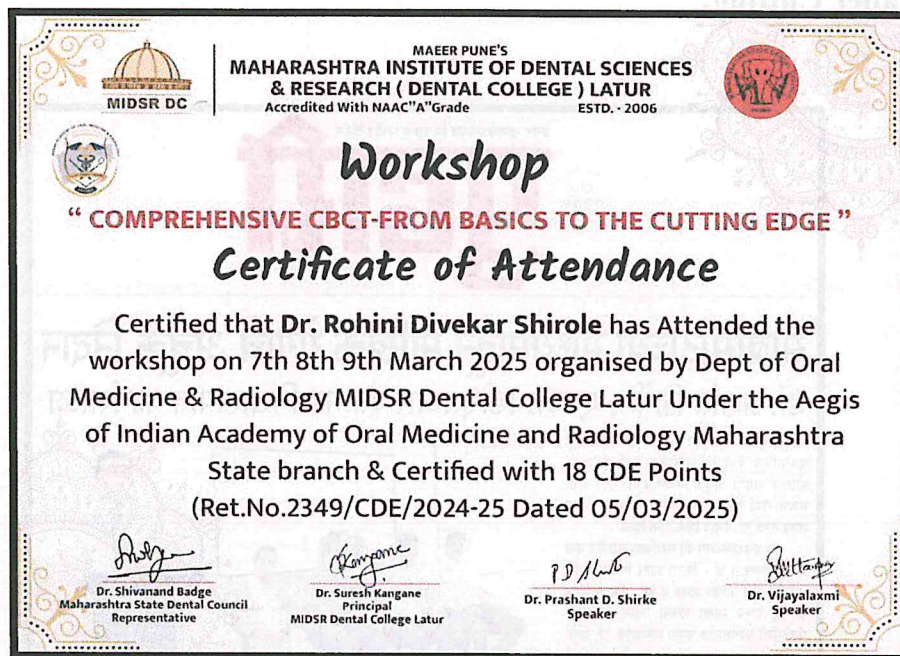 MAEER PUNE'S
MAHARASHTRA INSTITUTE OF DENTAL SCIENCES
& RESEARCH ( DENTAL COLLEGE ) LATUR
Accredited With NAAC"A"Grade ESTD. - 2006
MIDSR DC
Workshop
“ COMPREHENSIVE CBCT-FROM BASICS TO THE CUTTING EDGE ”
Certificate of Attendance
Certified that Dr. Rohini Divekar Shirole has Attended the
workshop on 7th 8th 9th March 2025 organised by Dept of Oral
Medicine & Radiology MIDSR Dental College Latur Under the Aegis
of Indian Academy of Oral Medicine and Radiology Maharashtra
State branch & Certified with 18 CDE Points
(Ret.No.2349/CDE/2024-25 Dated 05/03/2025)
Dr. Shivanand Badge
Maharashtra State Dental Council
Representative
Dr. Suresh Kangane
Principal
MIDSR Dental College Latur
Dr. Prashant D. Shirke
Speaker
Dr. Vijayalaxmi
Speaker